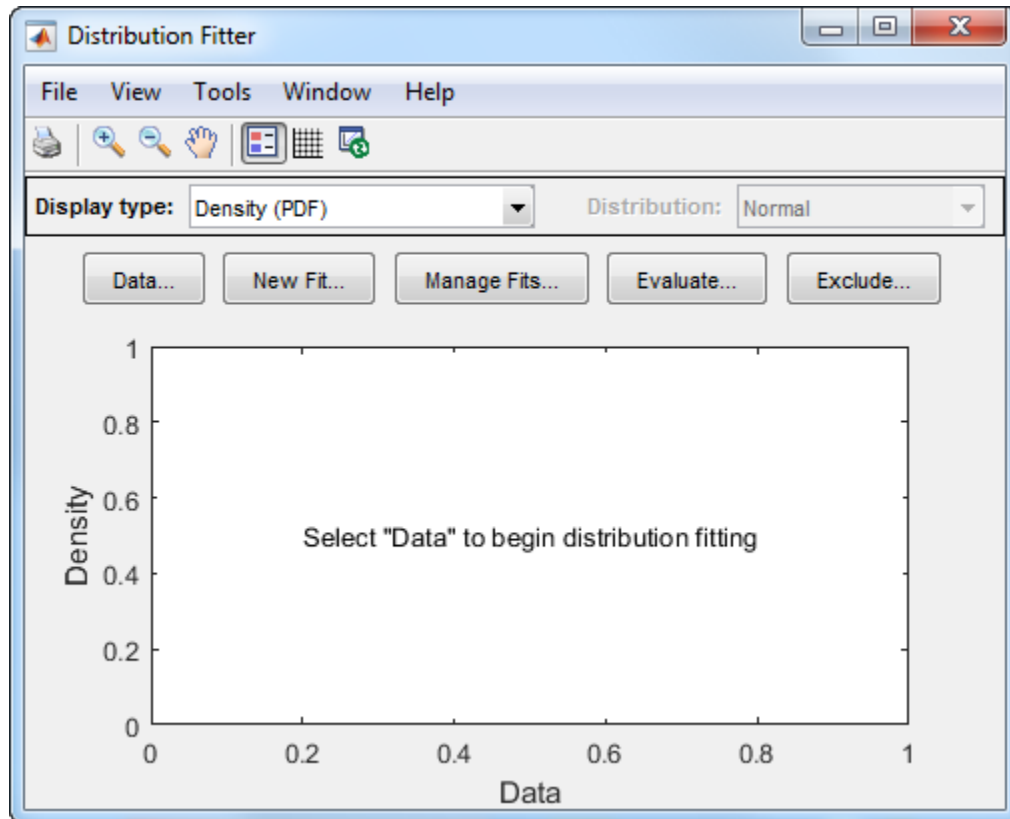 Distribution Fitter
File View Tools Window Help
Display type: Density (PDF) Distribution: Normal
Data... New Fit... Manage Fits... Evaluate... Exclude...
1
0.8
0.6
0.4
0.2
0
Density
Select "Data" to begin distribution fitting
0 0.2 0.4 0.6 0.8 1
Data